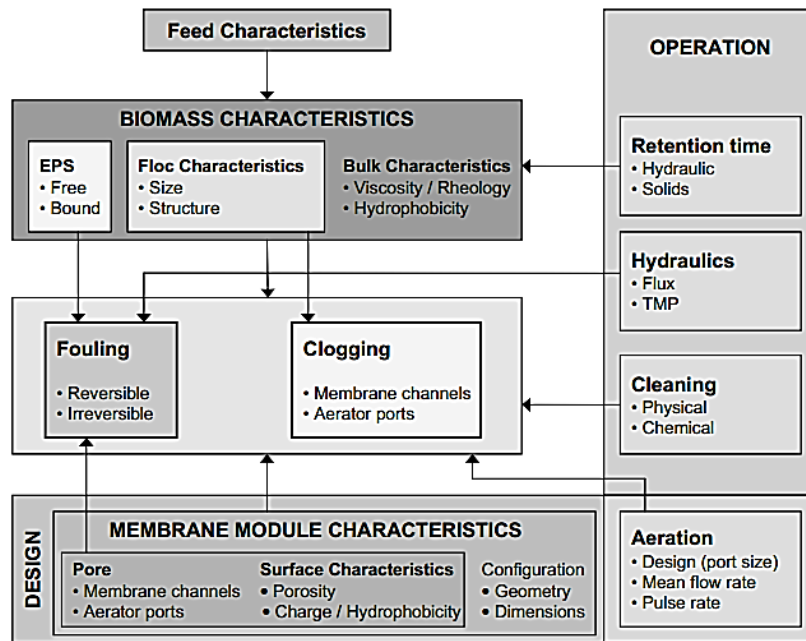 Feed Characteristics
OPERATION
BIOMASS CHARACTERISTICS
EPS
• Free
• Bound
Floc Characteristics
• Size
• Structure
Bulk Characteristics
• Viscosity / Rheology
• Hydrophobicity
Retention time
• Hydraulic
• Solids
Hydraulics
• Flux
• TMP
Fouling
• Reversible
• Irreversible
Clogging
• Membrane channels
• Aerator ports
Cleaning
• Physical
• Chemical
DESIGN
MEMBRANE MODULE CHARACTERISTICS
Pore
• Membrane channels
• Aerator ports
Surface Characteristics
• Porosity
• Charge / Hydrophobicity
Configuration
• Geometry
• Dimensions
Aeration
• Design (port size)
• Mean flow rate
• Pulse rate